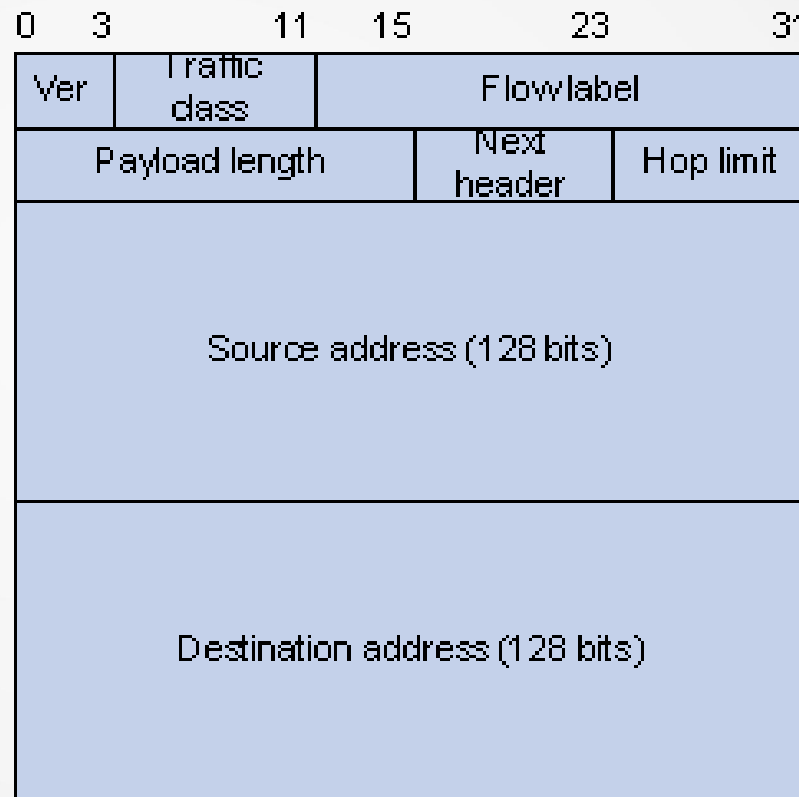 0 3 11 15 23 31
Ver Traffic class Flow label
Payload length Next header Hop limit
Source address (128 bits)
Destination address (128 bits)